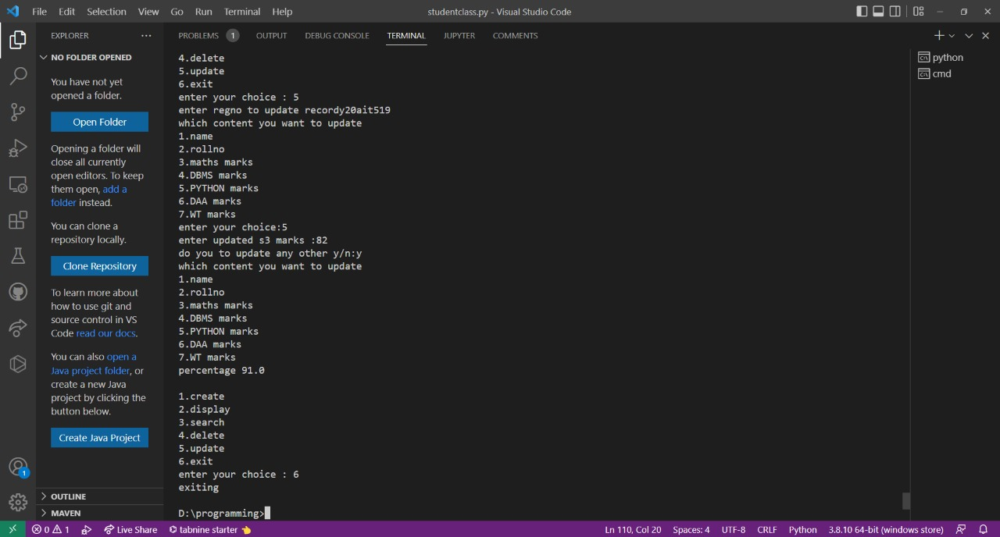 File Edit Selection View Go Run Terminal Help studentclass.py - Visual Studio Code
EXPLORER
NO FOLDER OPENED
You have not yet
opened a folder.
Open Folder
Opening a folder will
close all currently
open editors. To keep
them open, add a
folder instead.
You can clone a
repository locally.
Clone Repository
To learn more about
how to use git and
source control in VS
Code read our docs.
You can also open a
Java project folder, or
create a new Java
project by clicking the
button below.
Create Java Project
OUTLINE
MAVEN
1
PROBLEMS 1 OUTPUT DEBUG CONSOLE TERMINAL JUPYTER COMMENTS
4.delete
5.update
6.exit
enter your choice : 5
enter regno to update recordy20ait519
which content you want to update
1.name
2.rollno
3.maths marks
4.DBMS marks
5.PYTHON marks
6.DAA marks
7.WT marks
enter your choice:5
enter updated s3 marks :82
do you to update any other y/n:y
which content you want to update
1.name
2.rollno
3.maths marks
4.DBMS marks
5.PYTHON marks
6.DAA marks
7.WT marks
percentage 91.0
1.create
2.display
3.search
4.delete
5.update
6.exit
enter your choice : 6
exiting
D:\programming>
python
cmd
0 1 Live Share tabnine starter Ln 110, Col 20 Spaces: 4 UTF-8 CRLF Python 3.8.10 64-bit (windows store)